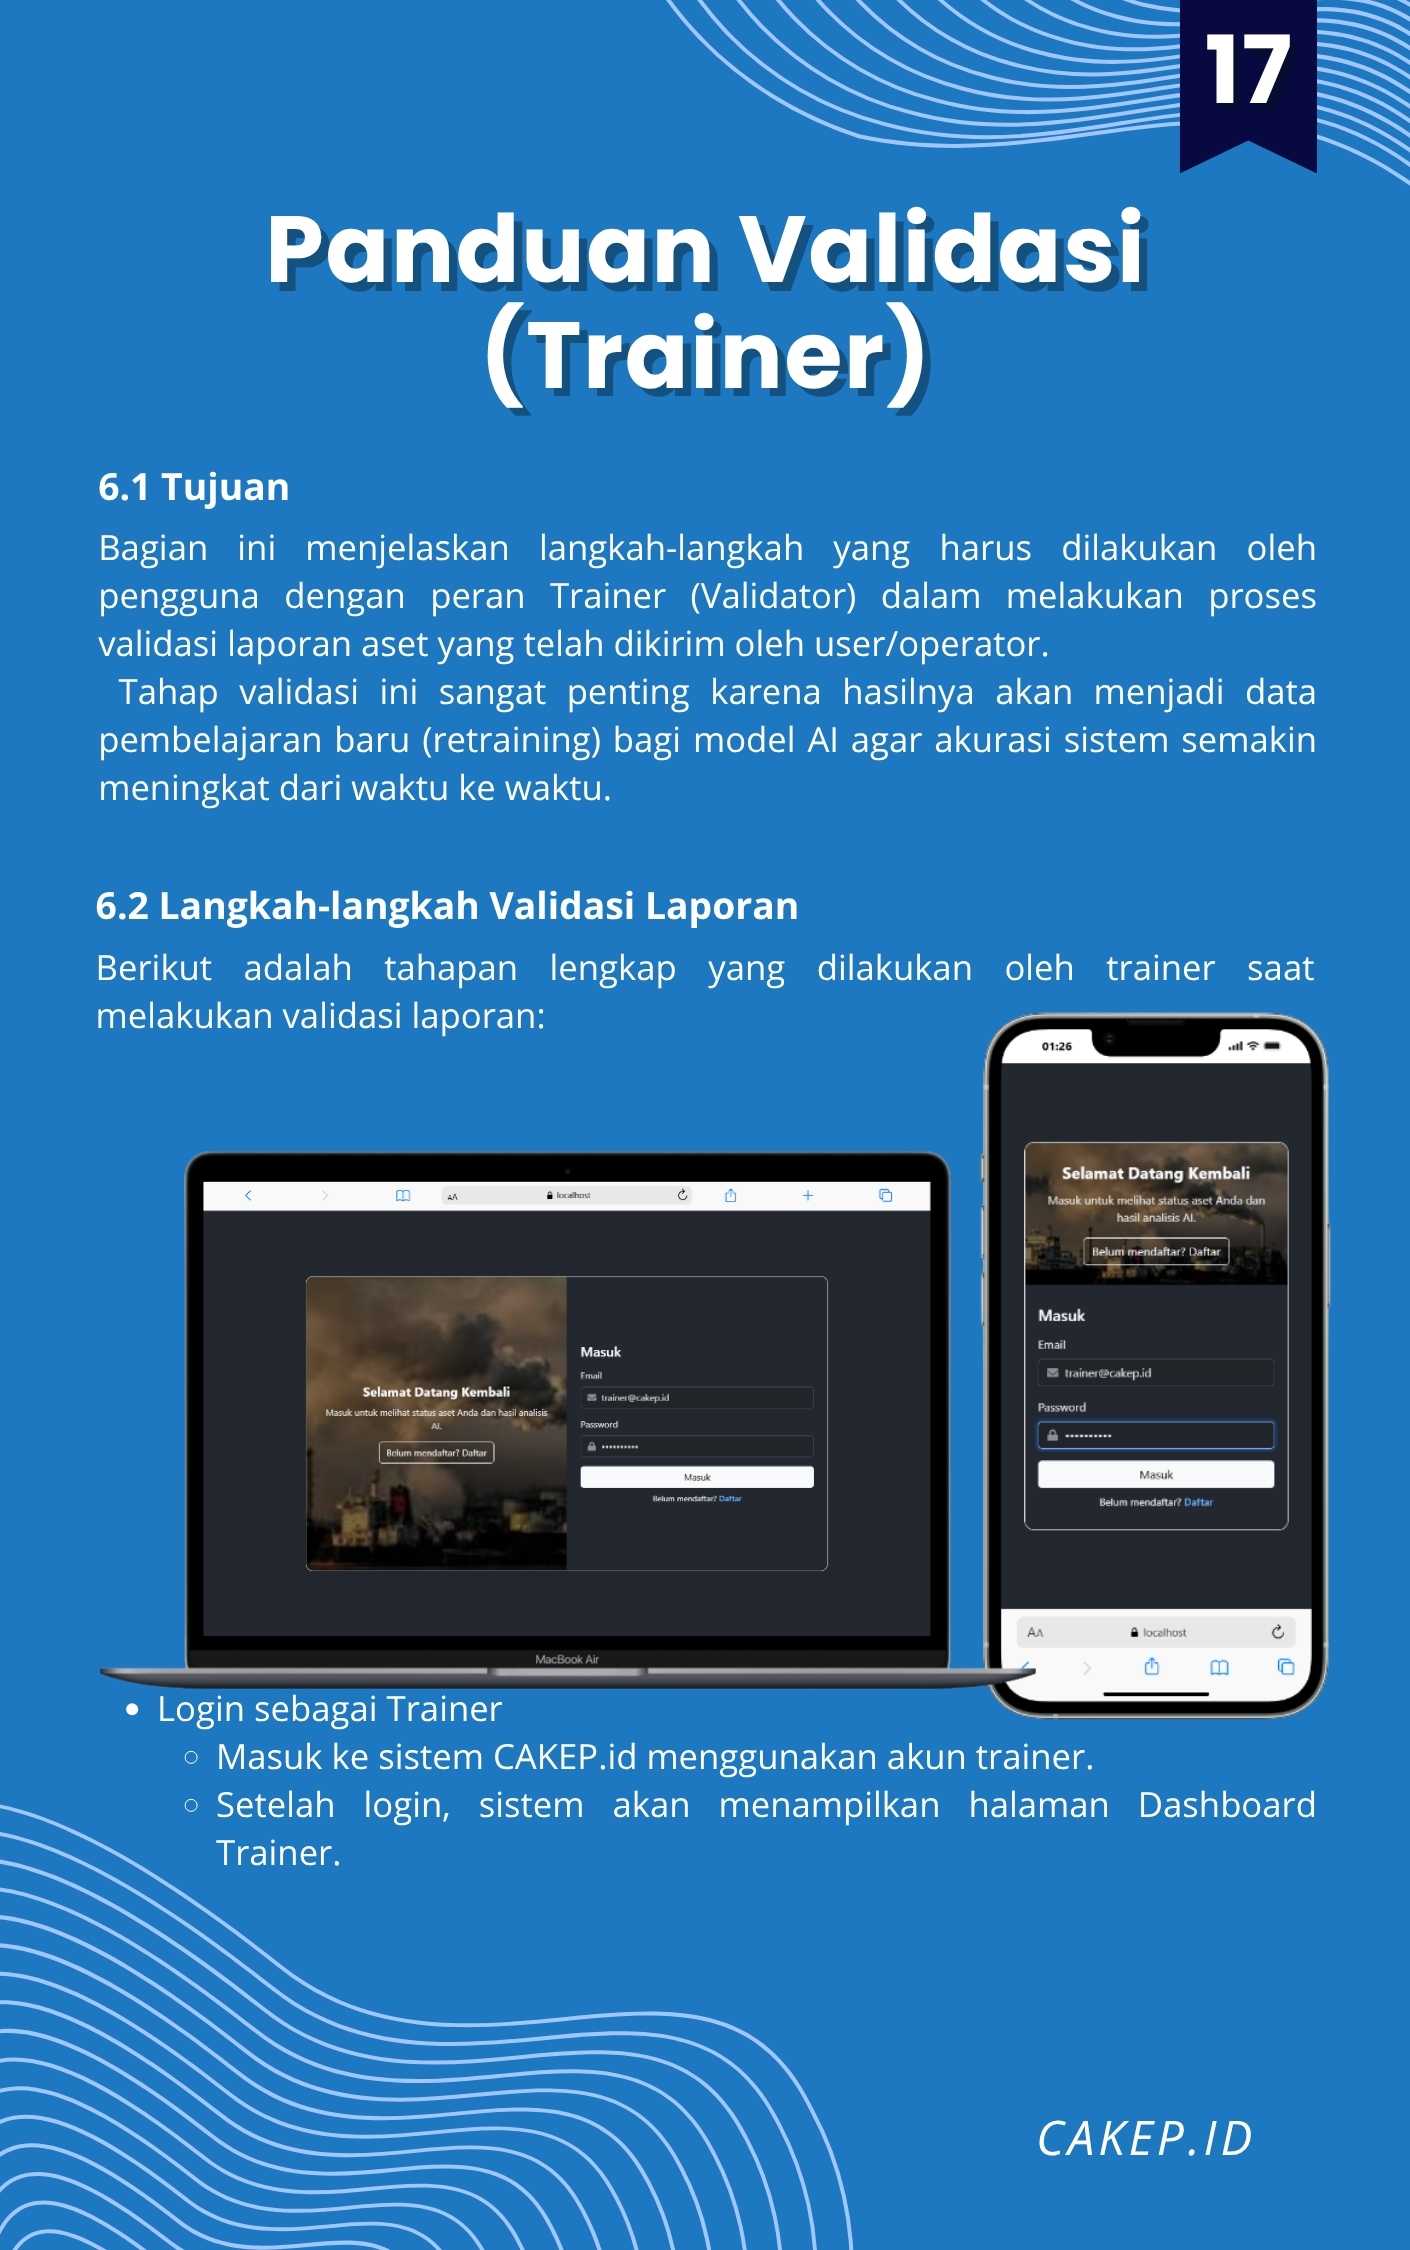 17
Panduan Validasi
(Trainer)
6.1 Tujuan
Bagian ini menjelaskan langkah-langkah yang harus dilakukan oleh
pengguna dengan peran Trainer (Validator) dalam melakukan proses
validasi laporan aset yang telah dikirim oleh user/operator.
Tahap validasi ini sangat penting karena hasilnya akan menjadi data
pembelajaran baru (retraining) bagi model AI agar akurasi sistem semakin
meningkat dari waktu ke waktu.
6.2 Langkah-langkah Validasi Laporan
Berikut adalah tahapan lengkap yang dilakukan oleh trainer saat
melakukan validasi laporan:
AA
localhost
Selamat Datang Kembali
Masuk untuk melihat status aset Anda dan hasil analisis
AI.
Belum mendaftar? Daftar
Masuk
Email
trainer@cakep.id
Password
••••••••••
Masuk
Belum mendaftar? Daftar
MacBook Air
01:26
Selamat Datang Kembali
Masuk untuk melihat status aset Anda dan
hasil analisis AI.
Belum mendaftar? Daftar
Masuk
Email
trainer@cakep.id
Password
••••••••••
Masuk
Belum mendaftar? Daftar
AA
localhost
• Login sebagai Trainer
○ Masuk ke sistem CAKEP.id menggunakan akun trainer.
○ Setelah login, sistem akan menampilkan halaman Dashboard
Trainer.
CAKEP.ID